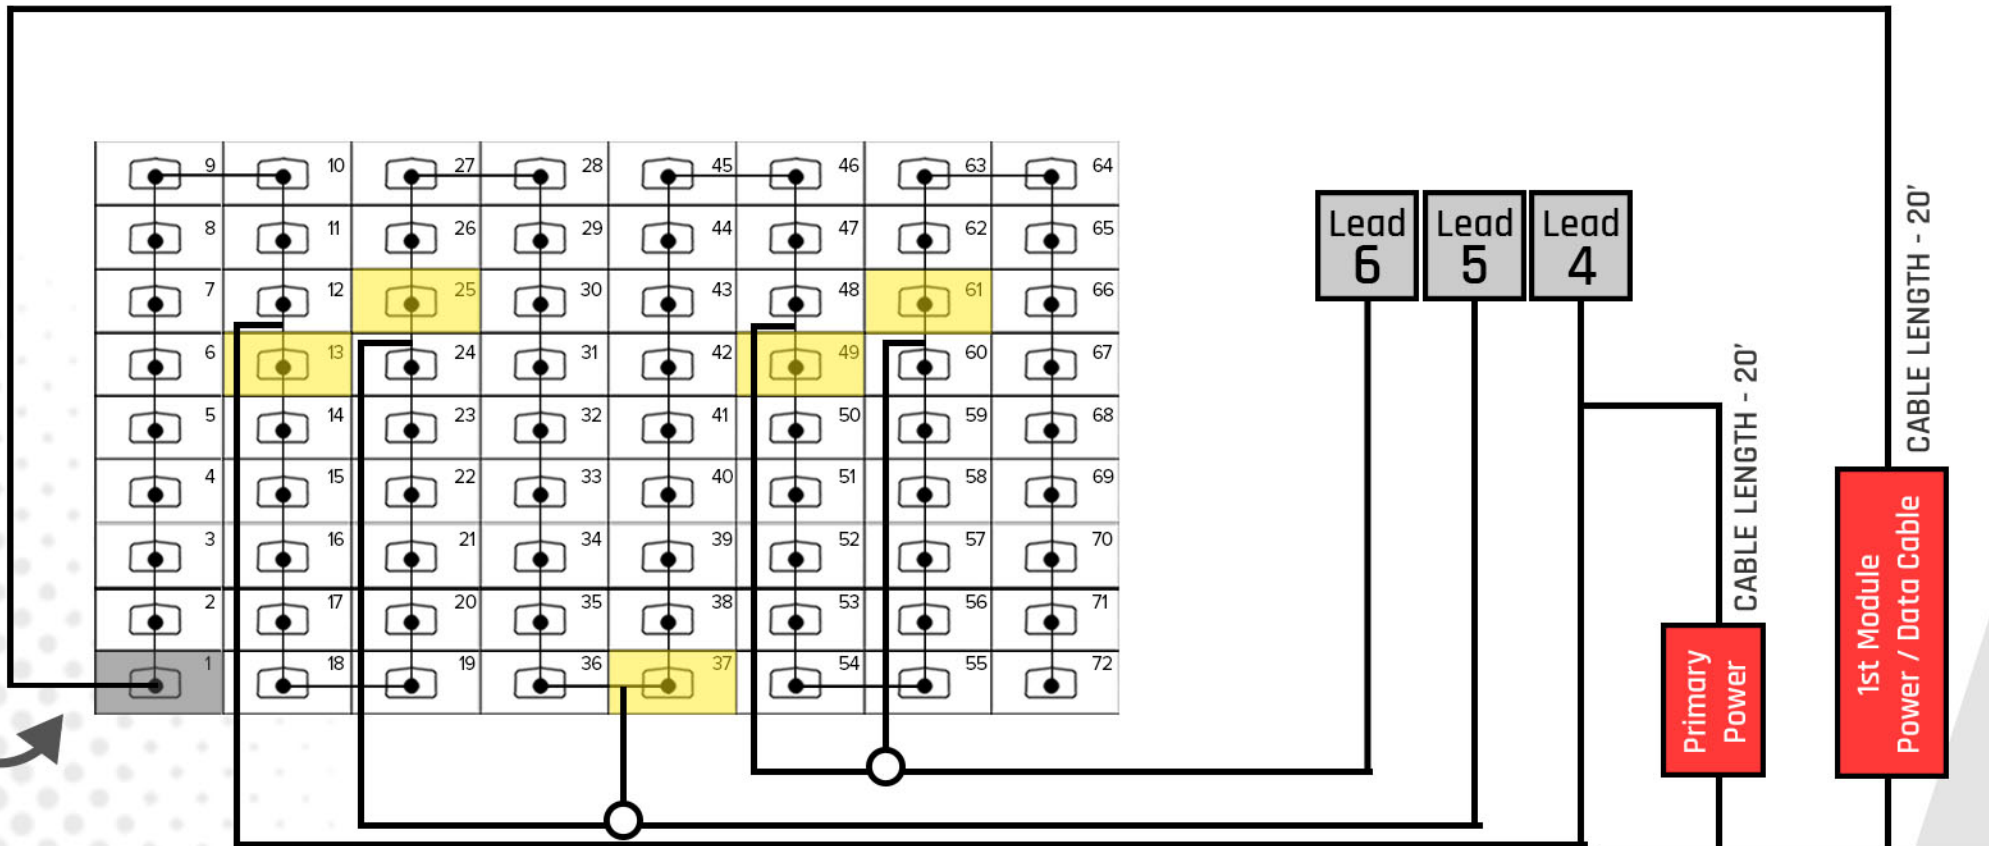 9 10 27 28 45 46 63 64
8 11 26 29 44 47 62 65
7 12 25 30 43 48 61 66
6 13 24 31 42 49 60 67
5 14 23 32 41 50 59 68
4 15 22 33 40 51 58 69
3 16 21 34 39 52 57 70
2 17 20 35 38 53 56 71
1 18 19 36 37 54 55 72
Lead
6
Lead
5
Lead
4
CABLE LENGTH - 20'
Primary
Power
CABLE LENGTH - 20'
1st Module
Power / Data Cable